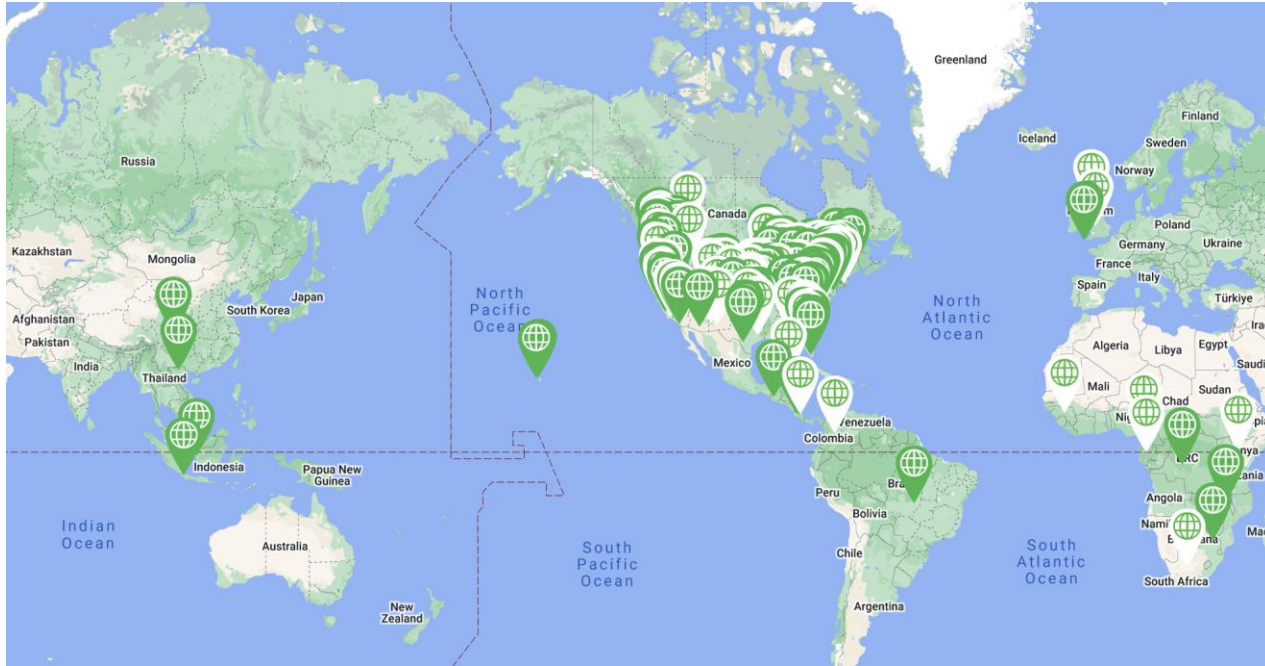 Greenland
Finland
Iceland
Sweden
Russia
Norway
Canada
Kazakhstan
Mongolia
Germany
Poland
Ukraine
France
Spain
Italy
Türkiye
North
Pacific
Ocean
North
Atlantic
Ocean
South Korea
Japan
Afghanistan
Pakistan
India
Thailand
Algeria
Libya
Egypt
Mexico
Mali
Chad
Sudan
Venezuela
Colombia
Indonesia
Papua New
Guinea
DRC
Peru
Bolivia
Angola
Indian
Ocean
Australia
South
Pacific
Ocean
South
Atlantic
Ocean
Chile
South Africa
New
Zealand
Argentina